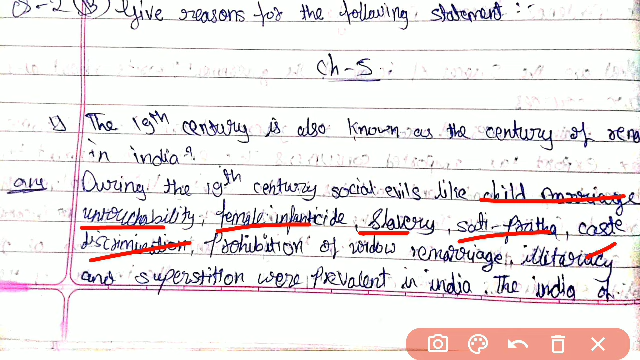 Q-2 (B) Give reasons for the following statement :-
Ch-5 :
1) The 19th century is also known as the century of rena
in india?
ans During the 19th century social evils like child marriage
untouchability, female infanticide, Slavery, sati-pratha, caste
discrimination, Prohibition of widow remarriage, illitaracy
and superstition were prevalent in india. The india of